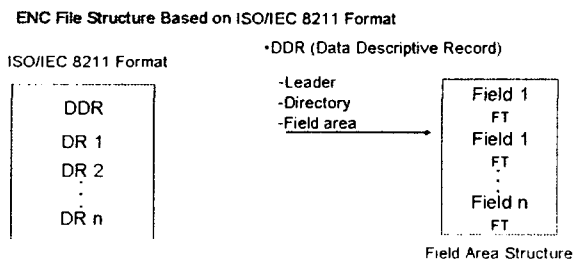 ENC File Structure Based on ISO/IEC 8211 Format
ISO/IEC 8211 Format
DDR
DR 1
DR 2
DR n
•DDR (Data Descriptive Record)
-Leader
-Directory
-Field area
Field 1
FT
Field 1
FT
Field n
FT
Field Area Structure